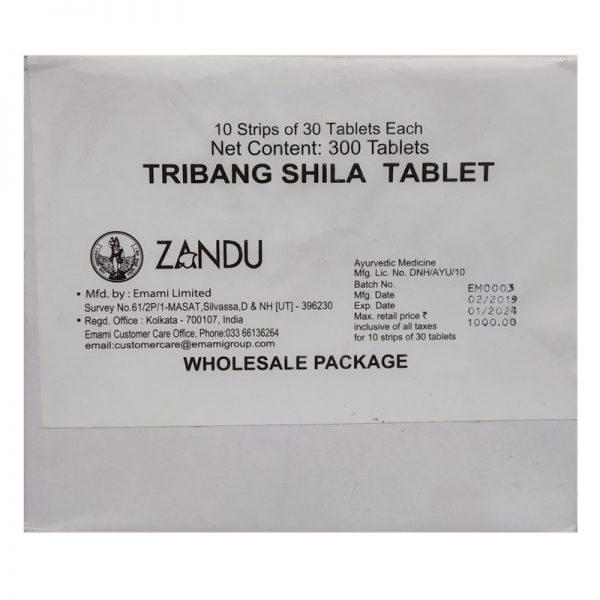 10 Strips of 30 Tablets Each
Net Content: 300 Tablets
TRIBANG SHILA TABLET
ZANDU
• Mfd. by : Emami Limited
Survey No.61/2P/1-MASAT,Silvassa,D & NH [UT] - 396230
• Regd. Office : Kolkata - 700107, India
Emami Customer Care Office, Phone:033 66136264
email:customercare@emamigroup.com
Ayurvedic Medicine
Mfg. Lic. No. DNH/AYU/10
Batch No. EM0003
Mfg. Date 02/2019
Exp. Date 01/2024
Max. retail price ₹ 1000.00
inclusive of all taxes
for 10 strips of 30 tablets
WHOLESALE PACKAGE